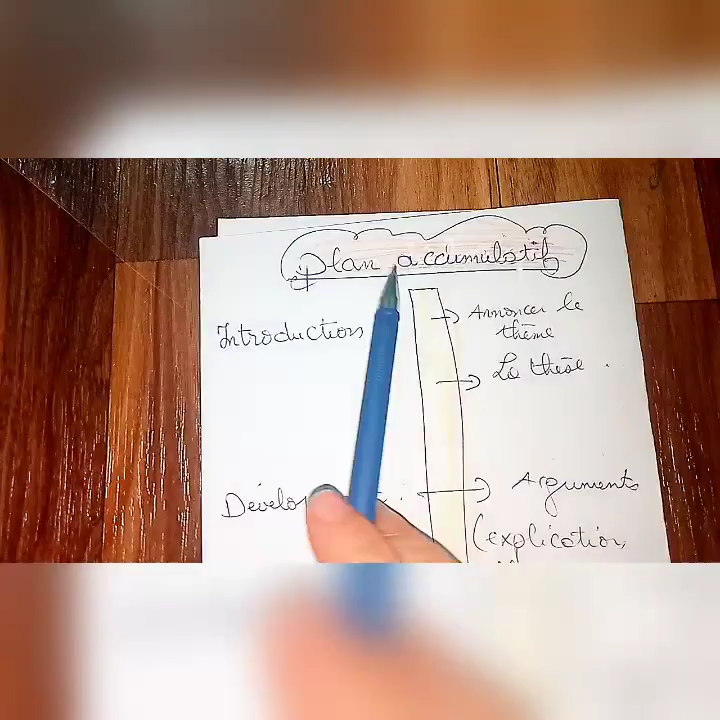 plan accumulatif
Introduction
Annoncer le
thème
La thèse.
Arguments
(explication,